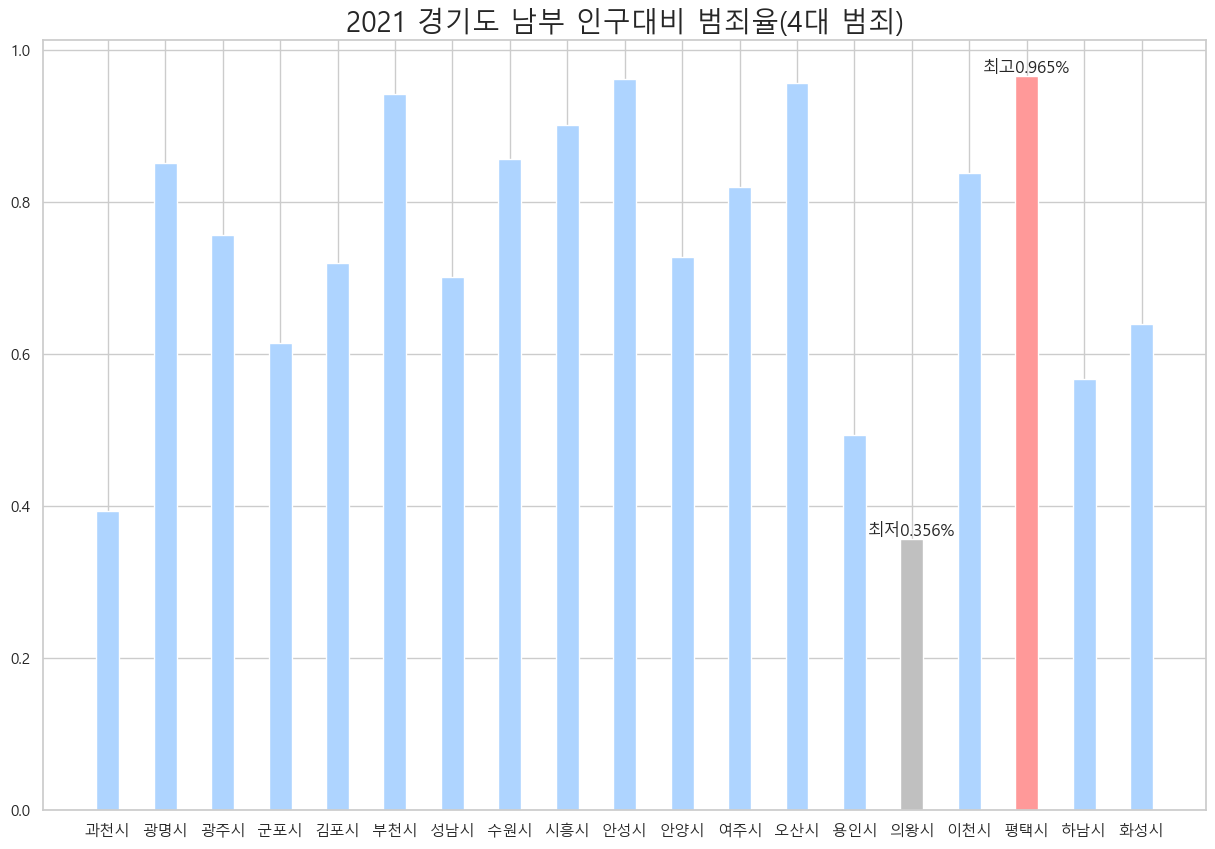 2021 경기도 남부 인구대비 범죄율(4대 범죄)
1.0
0.8
0.6
0.4
0.2
0.0
최고0.965%
최저0.356%
과천시 광명시 광주시 군포시 김포시 부천시 성남시 수원시 시흥시 안성시 안양시 여주시 오산시 용인시 의왕시 이천시 평택시 하남시 화성시